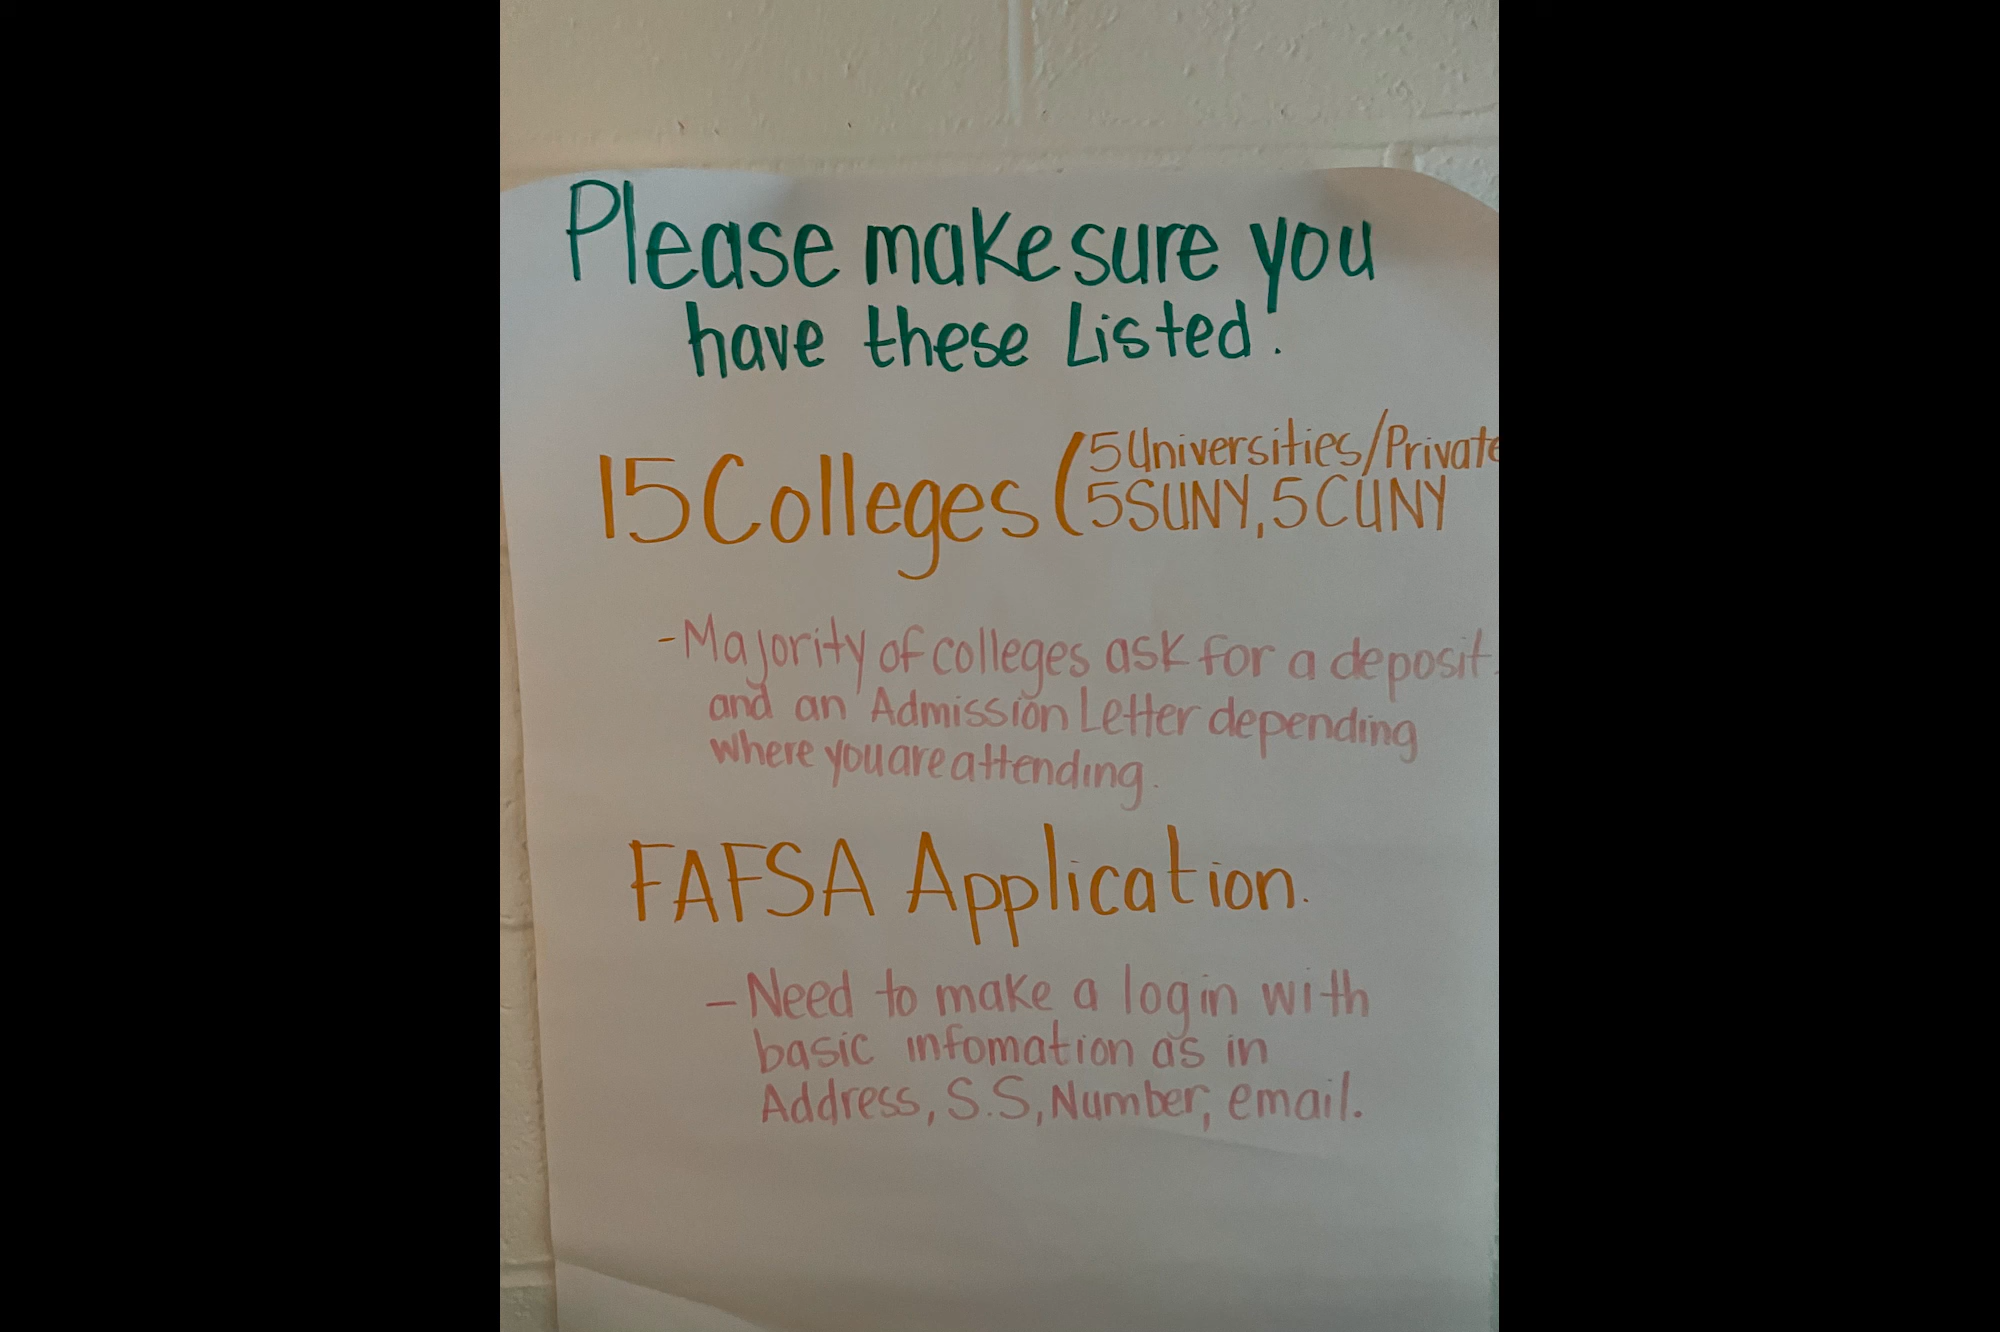 Please make sure you
have these Listed!
15 Colleges (5 Universities/Private
5 SUNY, 5 CUNY
-Majority of colleges ask for a deposit
and an Admission Letter depending
where you are attending.
FAFSA Application.
- Need to make a login with
basic infomation as in
Address, S.S, Number, email.